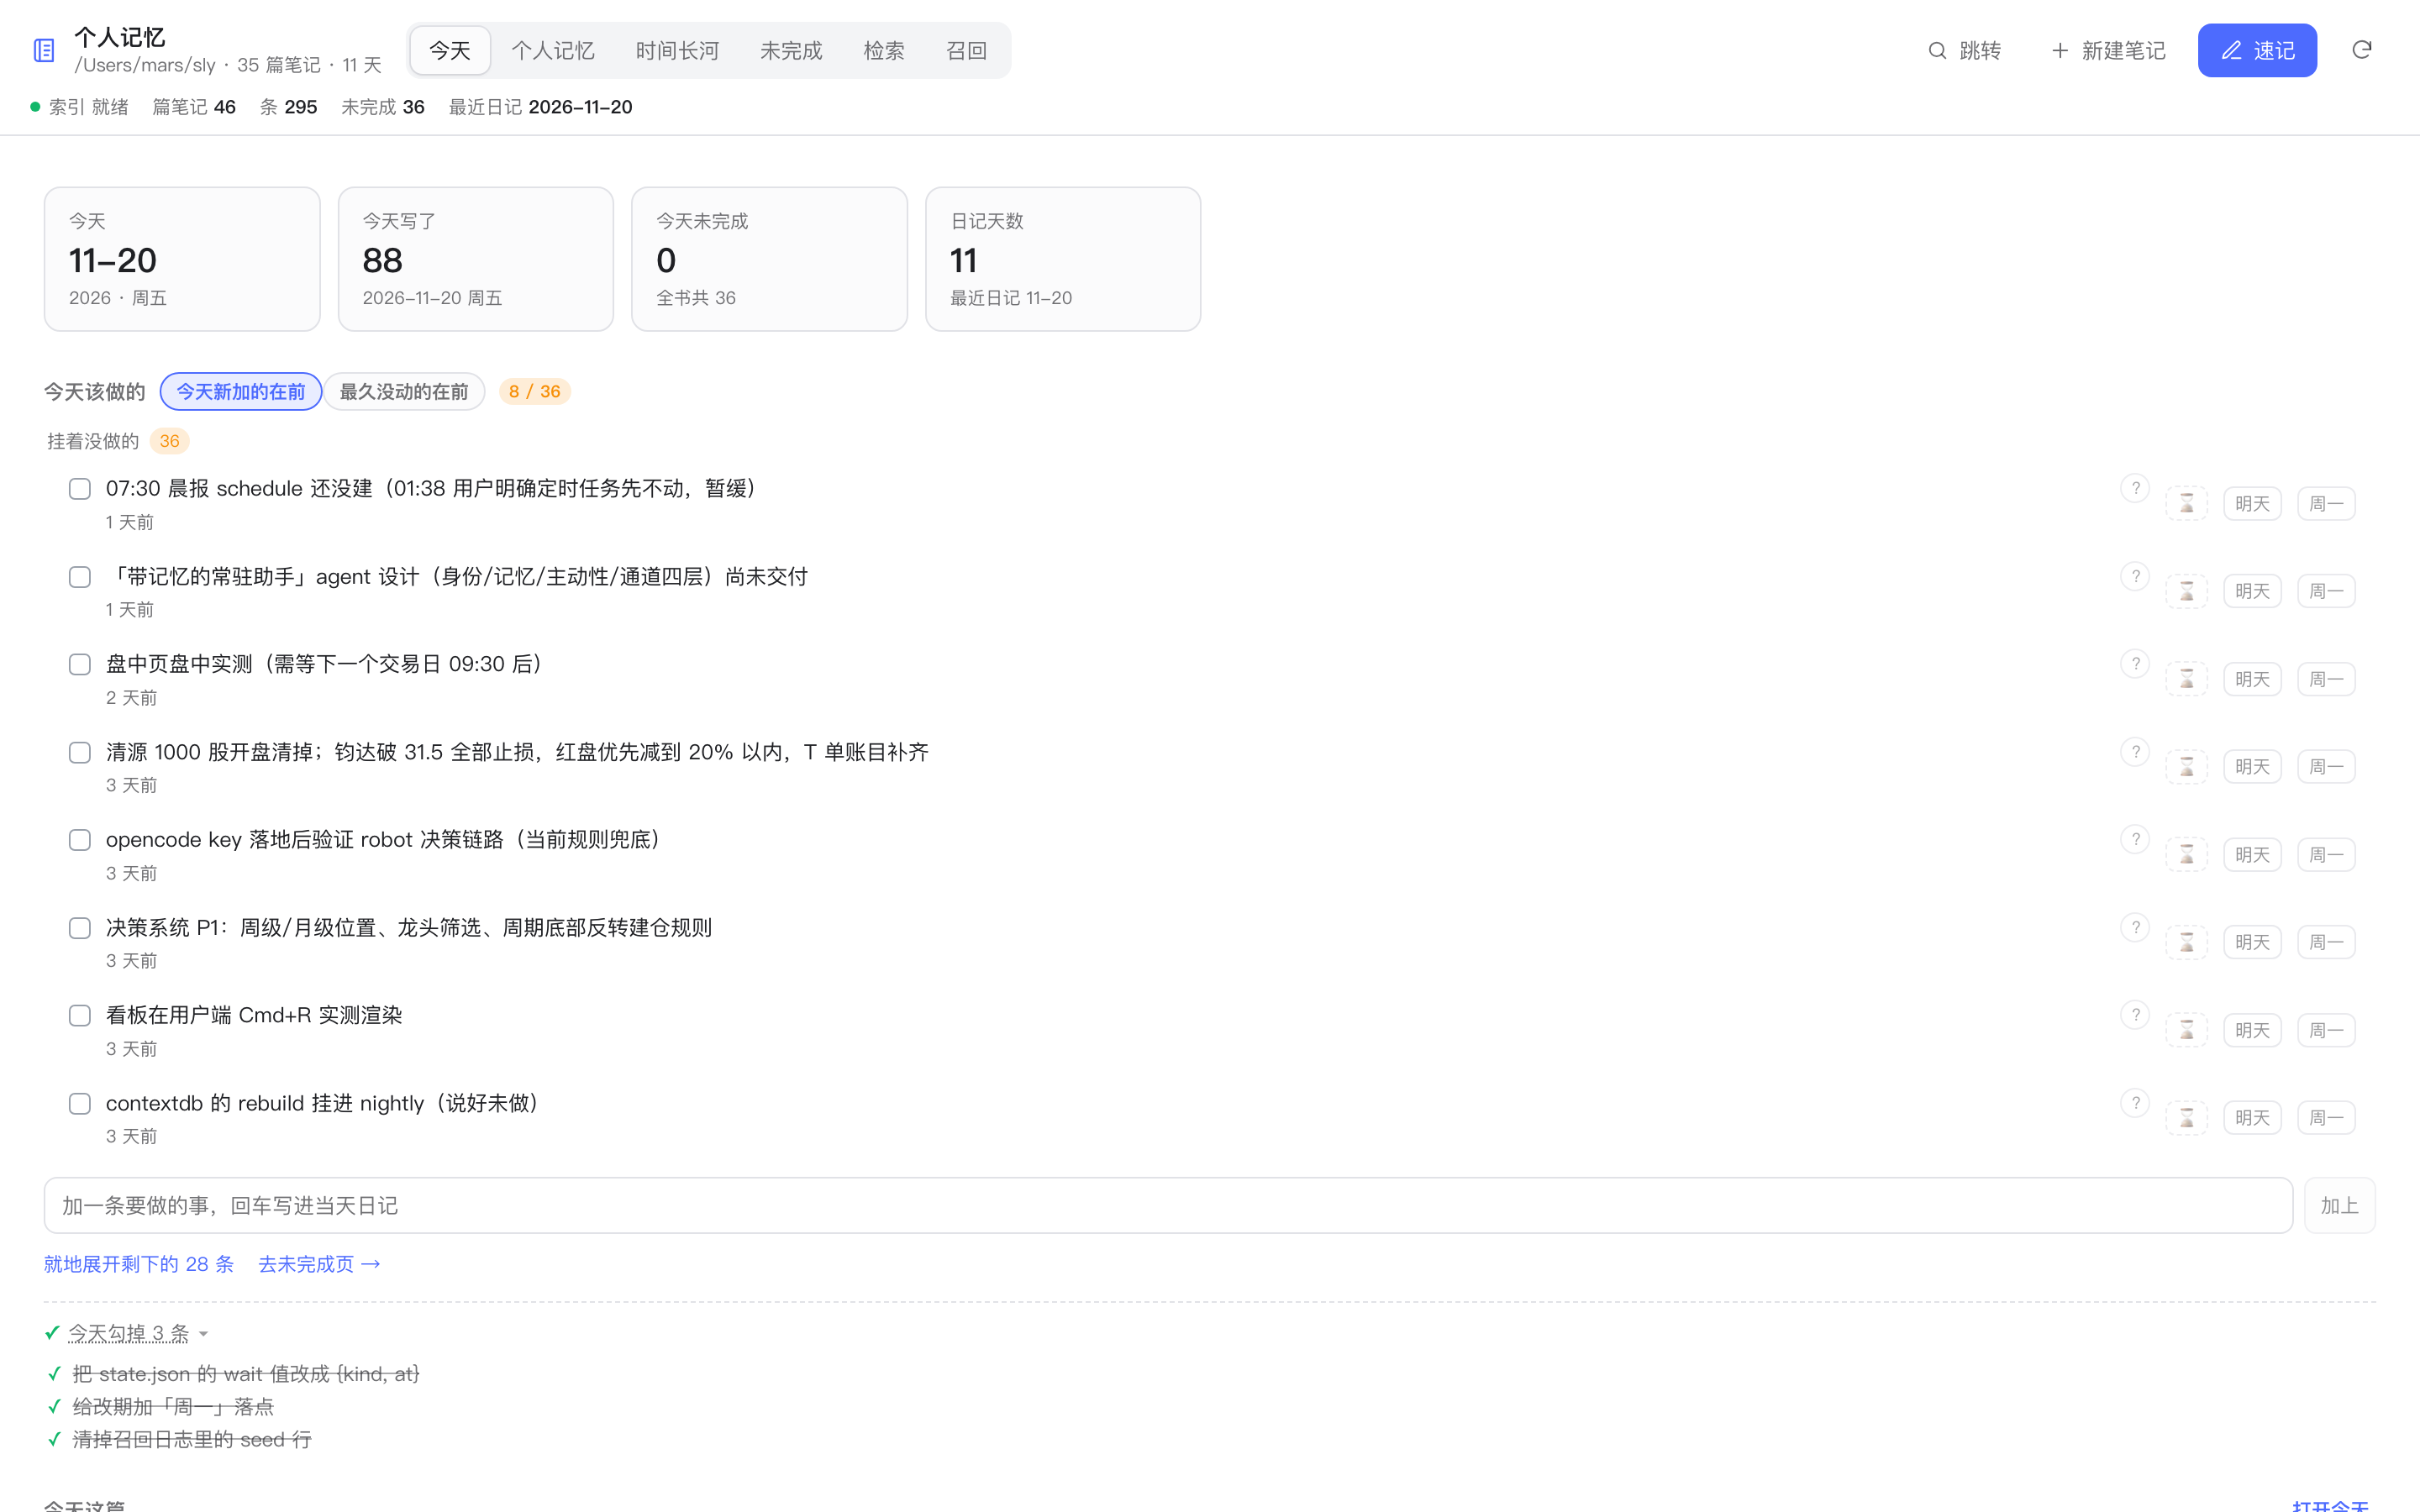 个人记忆
/Users/mars/sly · 35 篇笔记 · 11 天
今天 个人记忆 时间长河 未完成 检索 召回
跳转 + 新建笔记 速记
索引 就绪 篇笔记 46 条 295 未完成 36 最近日记 2026-11-20
今天
11-20
2026 · 周五
今天写了
88
2026-11-20 周五
今天未完成
0
全书共 36
日记天数
11
最近日记 11-20
今天该做的 今天新加的在前 最久没动的在前 8 / 36
挂着没做的 36
07:30 晨报 schedule 还没建（01:38 用户明确定时任务先不动，暂缓） ? 明天 周一
1 天前
「带记忆的常驻助手」agent 设计（身份/记忆/主动性/通道四层）尚未交付 ? 明天 周一
1 天前
盘中页盘中实测（需等下一个交易日 09:30 后） ? 明天 周一
2 天前
清源 1000 股开盘清掉；钧达破 31.5 全部止损，红盘优先减到 20% 以内，T 单账目补齐 ? 明天 周一
3 天前
opencode key 落地后验证 robot 决策链路（当前规则兜底） ? 明天 周一
3 天前
决策系统 P1：周级/月级位置、龙头筛选、周期底部反转建仓规则 ? 明天 周一
3 天前
看板在用户端 Cmd+R 实测渲染 ? 明天 周一
3 天前
contextdb 的 rebuild 挂进 nightly（说好未做） ? 明天 周一
3 天前
加一条要做的事，回车写进当天日记 加上
就地展开剩下的 28 条 去未完成页 →
✓ 今天勾掉 3 条
✓ 把 state.json 的 wait 值改成 {kind, at}
✓ 给改期加「周一」落点
✓ 清掉召回日志里的 seed 行
今天这篇 打开今天